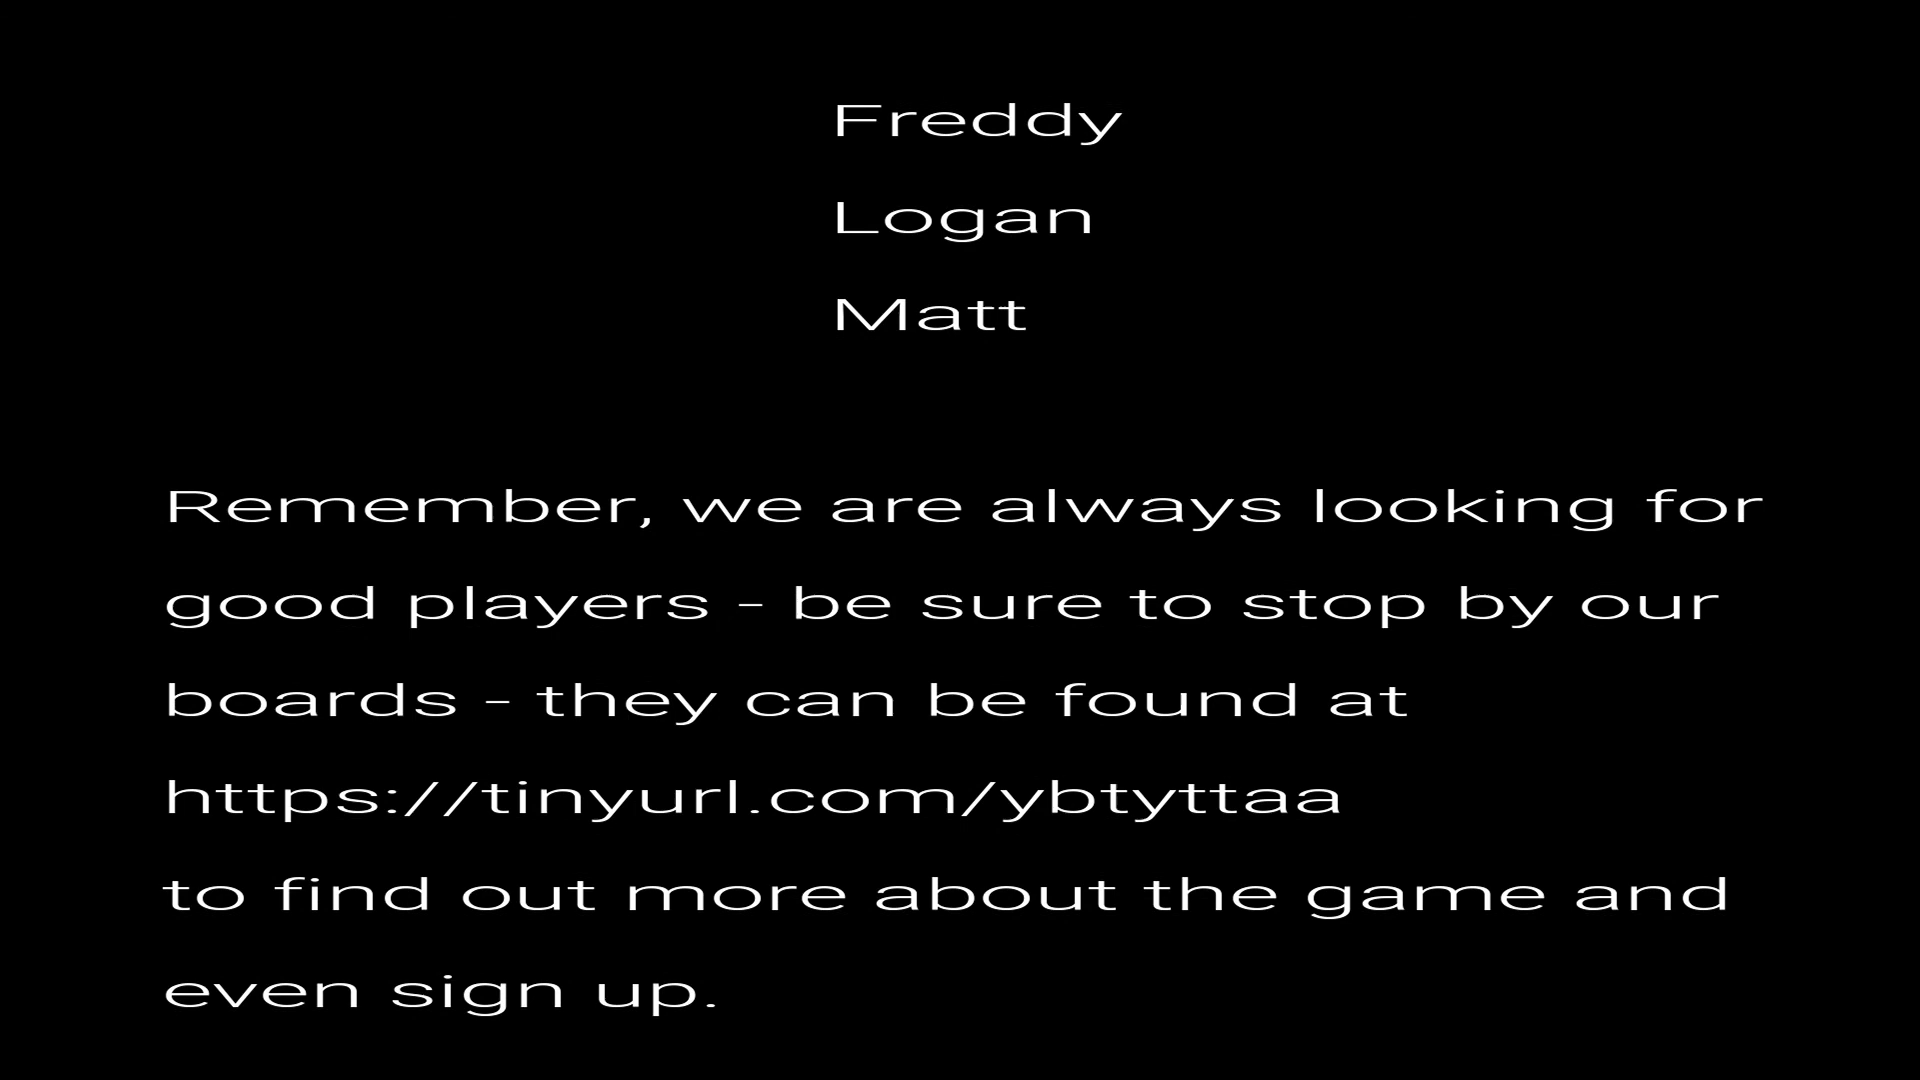 Freddy
Logan
Matt
Remember, we are always looking for
good players - be sure to stop by our
boards - they can be found at
https://tinyurl.com/ybtyttaa
to find out more about the game and
even sign up.